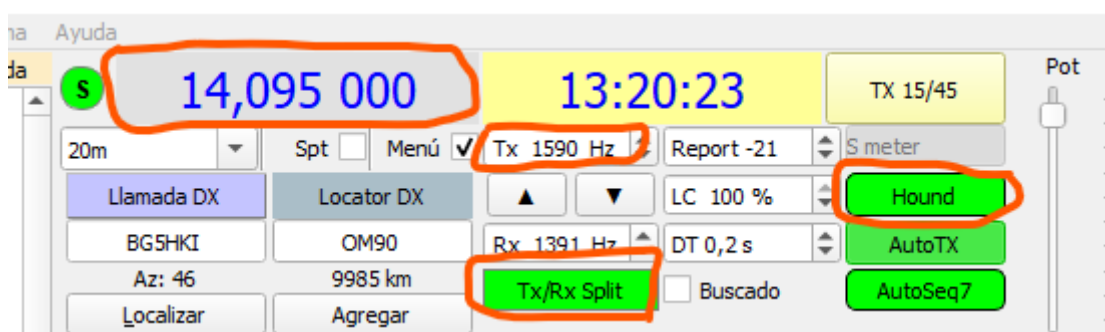 Ayuda
Pot
S 14,095 000 13:20:23 TX 15/45
20m Spt Menú Tx 1590 Hz Report -21 S meter
Llamada DX Locator DX ▲ ▼ LC 100 % Hound
BG5HKI OM90 Rx 1391 Hz DT 0,2 s AutoTX
Az: 46 9985 km Tx/Rx Split Buscado AutoSeq7
Localizar Agregar